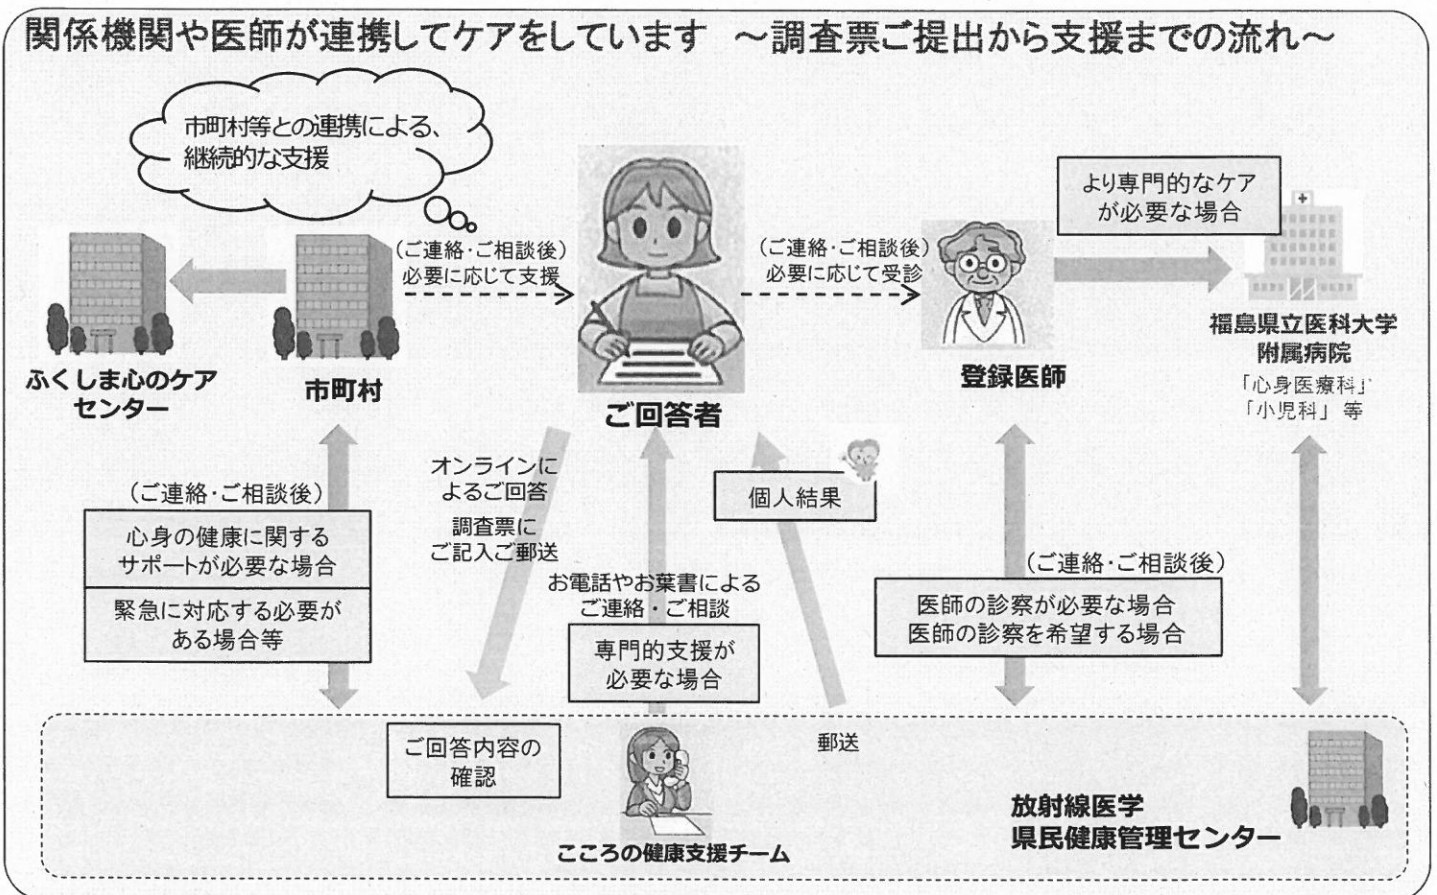 関係機関や医師が連携してケアをしています ～調査票ご提出から支援までの流れ～
市町村等との連携による、
継続的な支援
より専門的なケア
が必要な場合
(ご連絡・ご相談後)
必要に応じて支援
(ご連絡・ご相談後)
必要に応じて受診
ふくしま心のケア
センター
市町村
ご回答者
登録医師
福島県立医科大学
附属病院
「心身医療科」
「小児科」等
(ご連絡・ご相談後)
心身の健康に関する
サポートが必要な場合
緊急に対応する必要が
ある場合等
オンラインに
よるご回答
調査票に
ご記入ご郵送
お電話やお葉書による
ご連絡・ご相談
専門的支援が
必要な場合
個人結果
(ご連絡・ご相談後)
医師の診察が必要な場合
医師の診察を希望する場合
ご回答内容の
確認
郵送
こころの健康支援チーム
放射線医学
県民健康管理センター